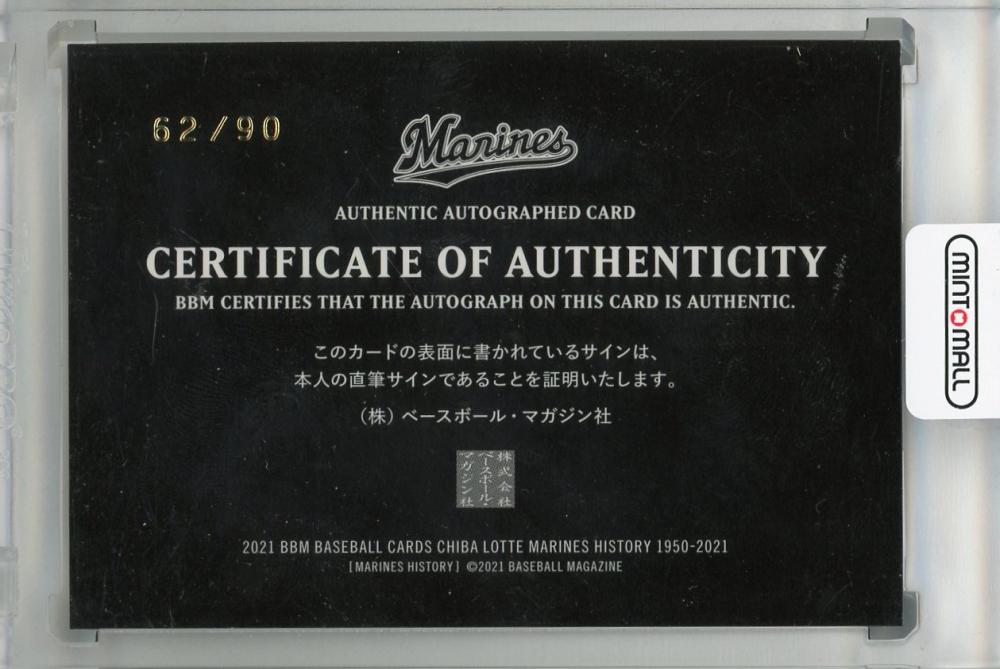 62/90
Marines
AUTHENTIC AUTOGRAPHED CARD
CERTIFICATE OF AUTHENTICITY
BBM CERTIFIES THAT THE AUTOGRAPH ON THIS CARD IS AUTHENTIC.
このカードの表面に書かれているサインは、
本人の直筆サインであることを証明いたします。
（株）ベースボール・マガジン社
株式会社
ベースボール・
マガジン社
2021 BBM BASEBALL CARDS CHIBA LOTTE MARINES HISTORY 1950-2021
[MARINES HISTORY] ©2021 BASEBALL MAGAZINE
MINTMALL